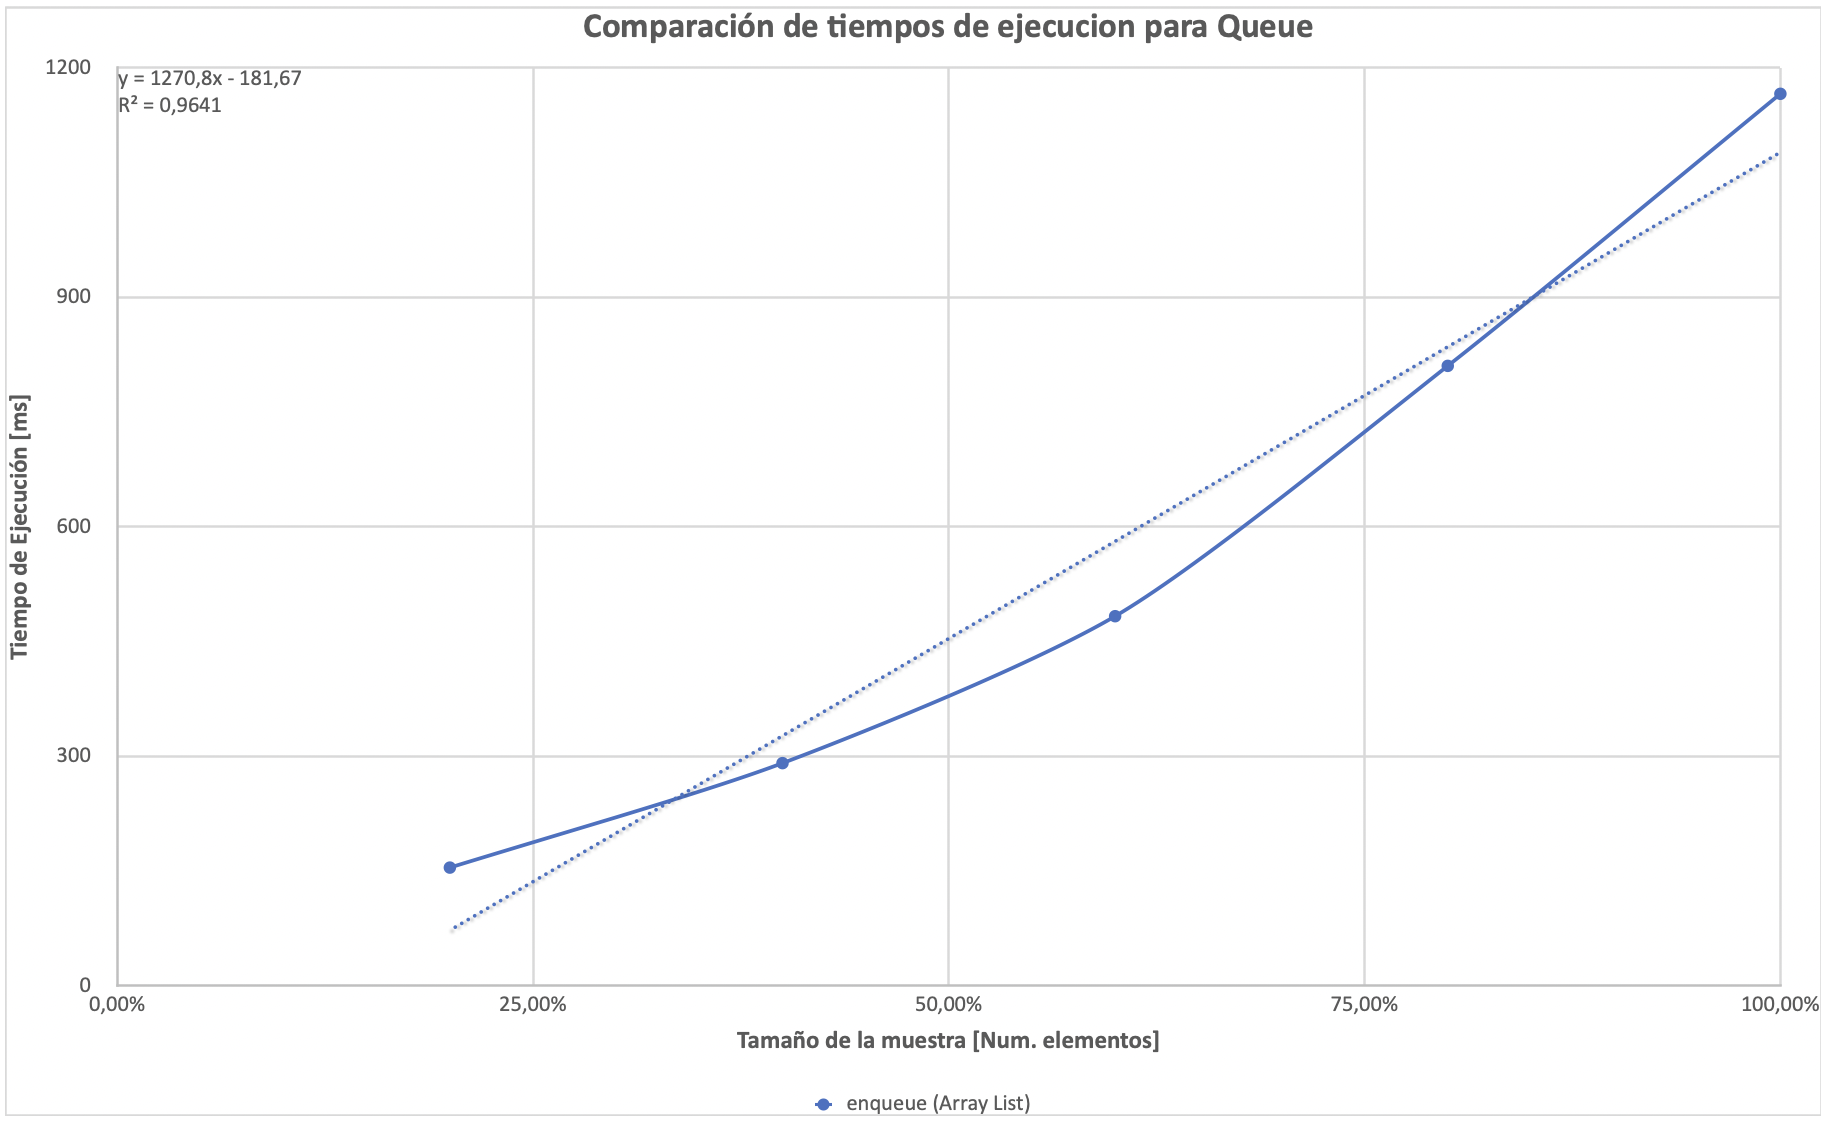 Comparación de tiempos de ejecucion para Queue
y = 1270,8x - 181,67
R² = 0,9641
1200
900
600
300
0
Tiempo de Ejecución [ms]
0,00% 25,00% 50,00% 75,00% 100,00%
Tamaño de la muestra [Num. elementos]
enqueue (Array List)